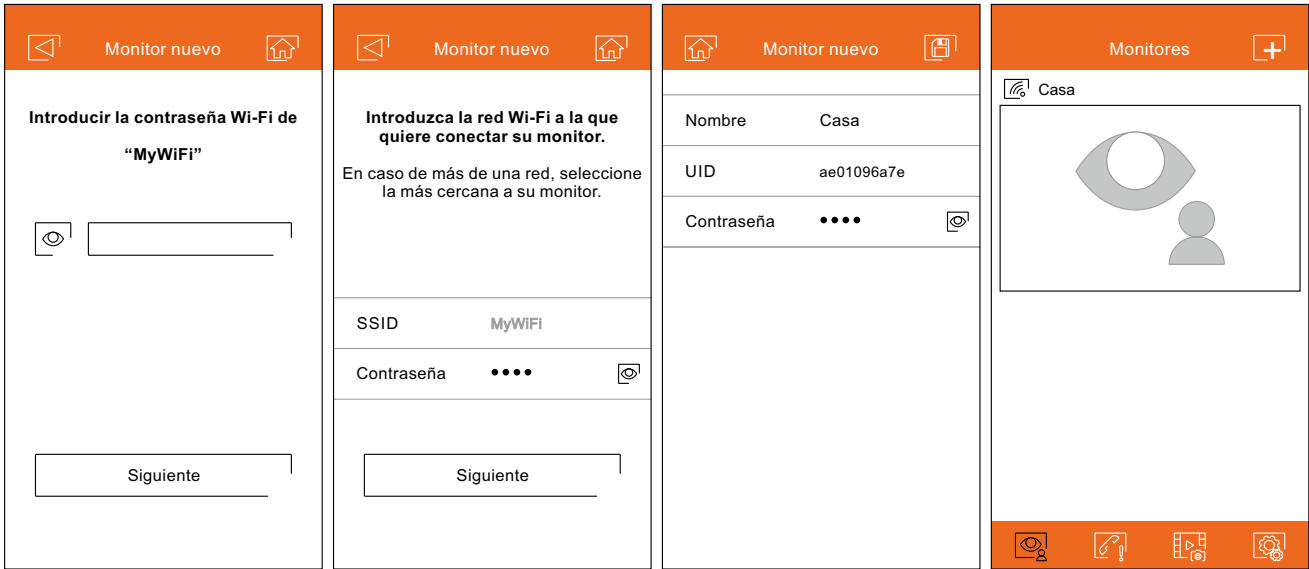 Monitor nuevo
Introducir la contraseña Wi-Fi de
“MyWiFi”
Siguiente
Monitor nuevo
Introduzca la red Wi-Fi a la que
quiere conectar su monitor.
En caso de más de una red, seleccione
la más cercana a su monitor.
SSID MyWiFi
Contraseña ••••
Siguiente
Monitor nuevo
Nombre Casa
UID ae01096a7e
Contraseña ••••
Monitores
Casa